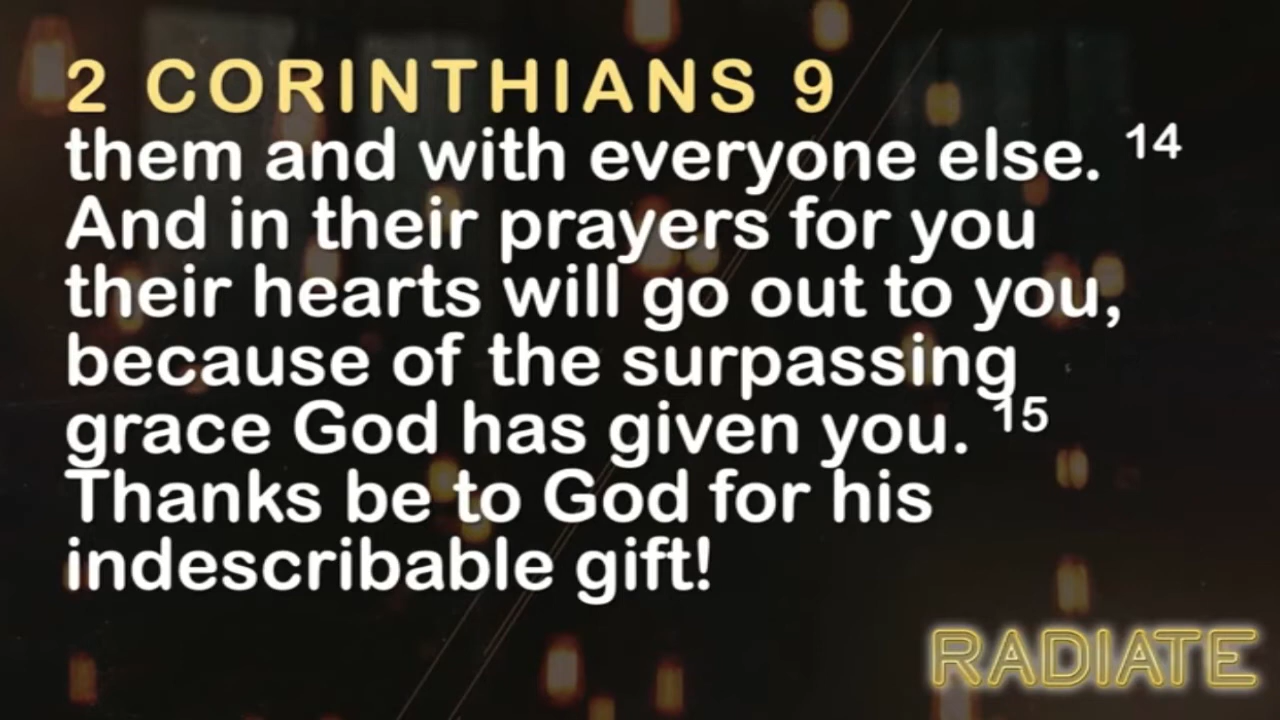 2 CORINTHIANS 9
them and with everyone else. 14
And in their prayers for you
their hearts will go out to you,
because of the surpassing
grace God has given you. 15
Thanks be to God for his
indescribable gift!
RADIATE